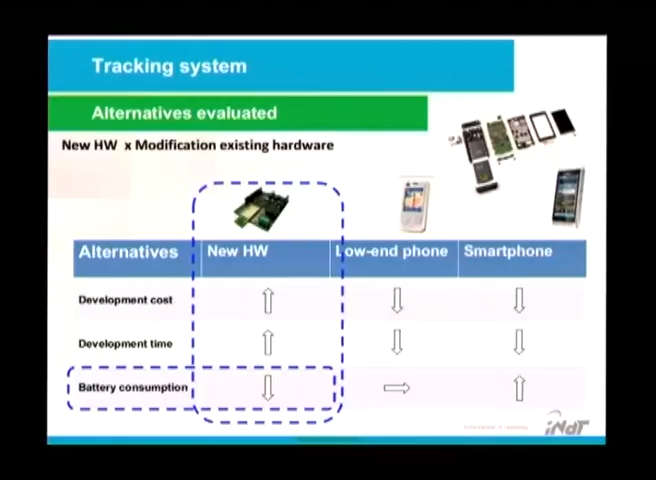 Tracking system
Alternatives evaluated
New HW x Modification existing hardware
Alternatives New HW Low-end phone Smartphone
Development cost
Development time
Battery consumption
iNdT